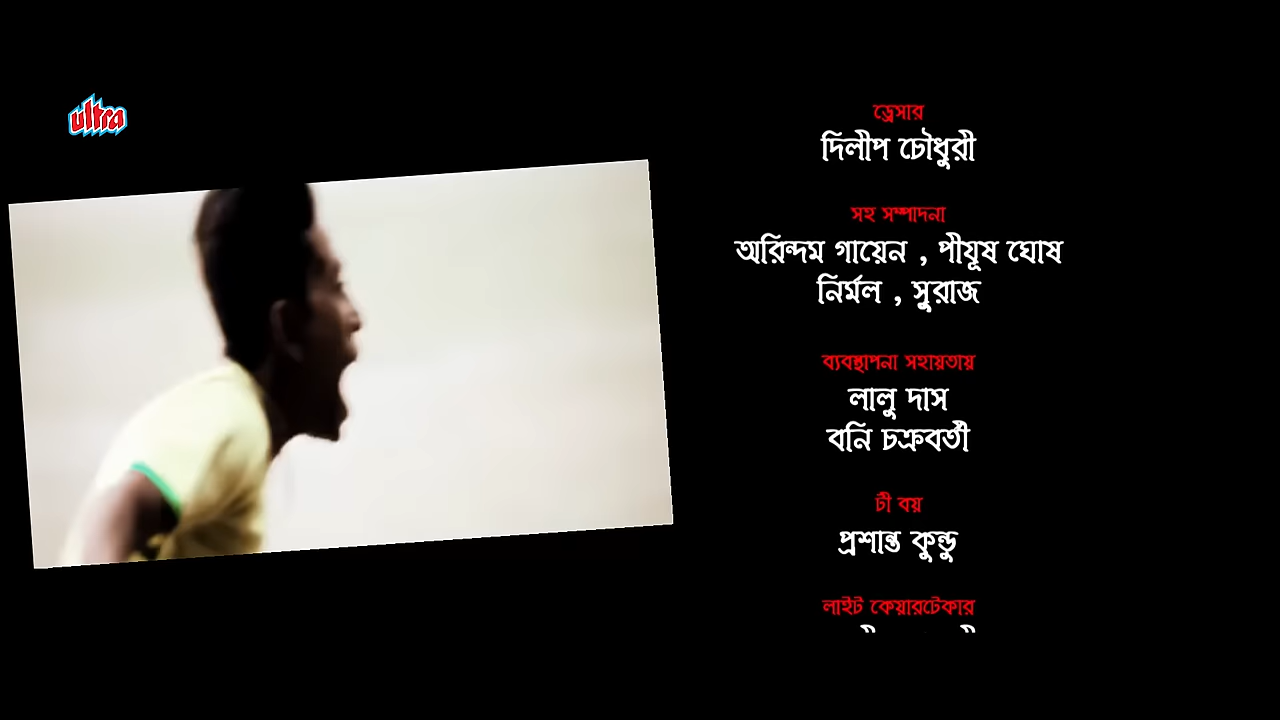 ultra
ড্রেসার
দিলীপ চৌধুরী
সহ সম্পাদনা
অরিন্দম গায়েন , পীযূষ ঘোষ
নির্মল , সুরাজ
ব্যবস্থাপনা সহায়তায়
লালু দাস
বনি চক্রবর্তী
টী বয়
প্রশান্ত কুন্ডু
লাইট কেয়ারটেকার